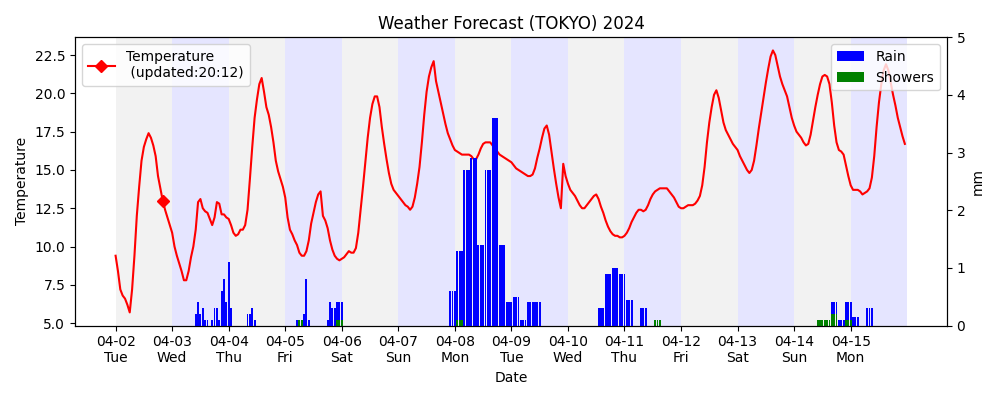 Weather Forecast (TOKYO) 2024
Temperature
(updated:20:12)
Rain
Showers
Temperature
22.5
20.0
17.5
15.0
12.5
10.0
7.5
5.0
5
4
3
2
1
0
mm
04-02 04-03 04-04 04-05 04-06 04-07 04-08 04-09 04-10 04-11 04-12 04-13 04-14 04-15
Tue Wed Thu Fri Sat Sun Mon Tue Wed Thu Fri Sat Sun Mon
Date